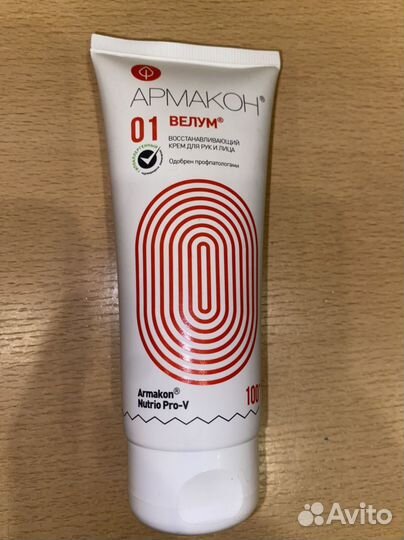 АРМАКОН®
01 ВЕЛУМ®
ВОССТАНАВЛИВАЮЩИЙ
КРЕМ ДЛЯ РУК И ЛИЦА
Одобрен профпатологами
Armakon®
Nutrio Pro-V
100
Avito